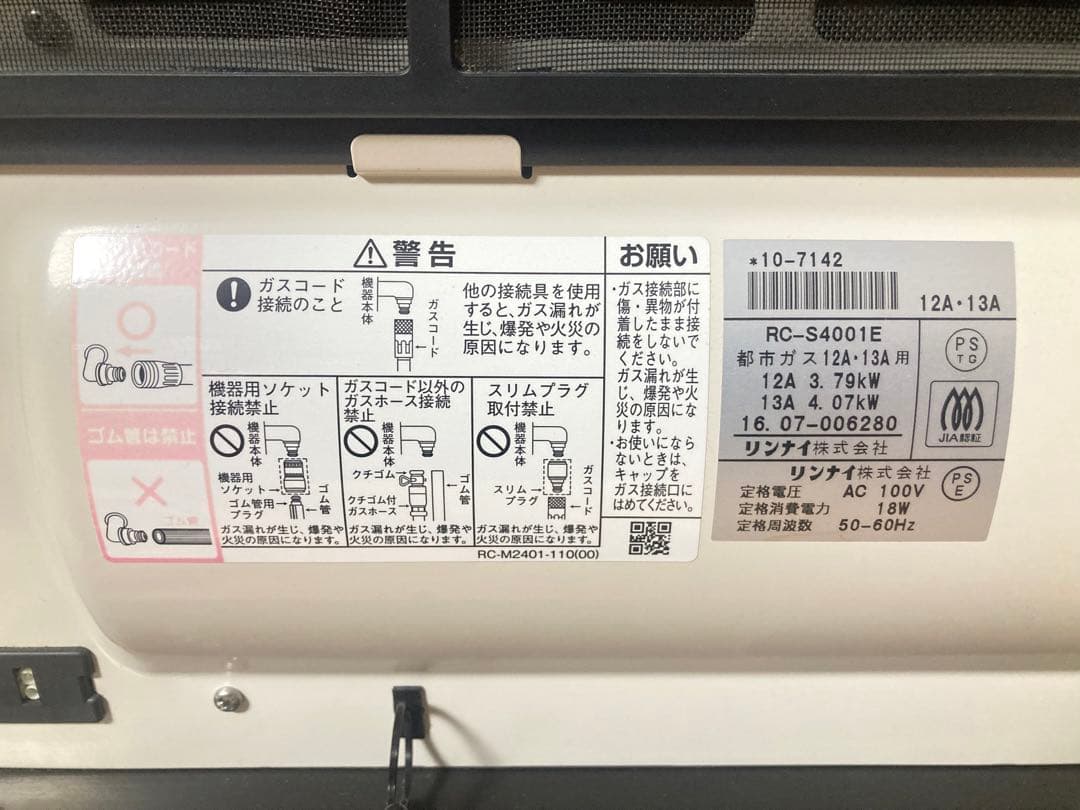 コード
ゴム管は禁止
ゴム管
警告
ガスコード
接続のこと
機器本体
ガスコード
他の接続具を使用
すると、ガス漏れが
生じ、爆発や火災の
原因になります。
機器用ソケット
接続禁止
機器本体
機器用
ソケット
ゴム管用
プラグ
ゴム管
ガス漏れが生じ、爆発や
火災の原因になります。
ガスコード以外の
ガスホース接続
禁止
機器本体
クチゴム
クチゴム付
ガスホース
ゴム管
ガス漏れが生じ、爆発や
火災の原因になります。
スリムプラグ
取付禁止
機器本体
スリム
プラグ
ガスコード
ガス漏れが生じ、爆発や
火災の原因になります。
RC-M2401-110(00)
お願い
・ガス接続部に
傷・異物が付
着したまま接
続をしないで
ください。
ガス漏れが生
じ、爆発や火
災の原因にな
ります。
・お使いになら
ないときは、
キャップを
ガス接続口に
はめてください。
*10-7142
12A・13A
RC-S4001E
都市ガス12A・13A用
12A 3.79kW
13A 4.07kW
16.07-006280
リンナイ株式会社
PS
TG
JIA認証
リンナイ株式会社
定格電圧 AC 100V
定格消費電力 18W
定格周波数 50-60Hz
PS
E